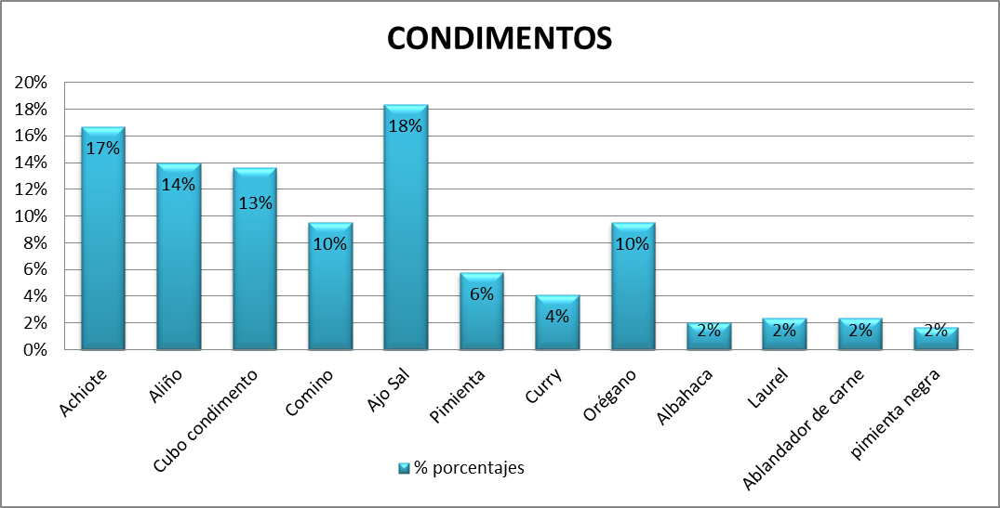 CONDIMENTOS
20%
18%
16%
14%
12%
10%
8%
6%
4%
2%
0%
17%
14%
13%
10%
18%
6%
4%
10%
2%
2%
2%
2%
Achiote
Aliño
Cubo condimento
Comino
Ajo Sal
Pimienta
Curry
Orégano
Albahaca
Laurel
Ablandador de carne
pimienta negra
% porcentajes